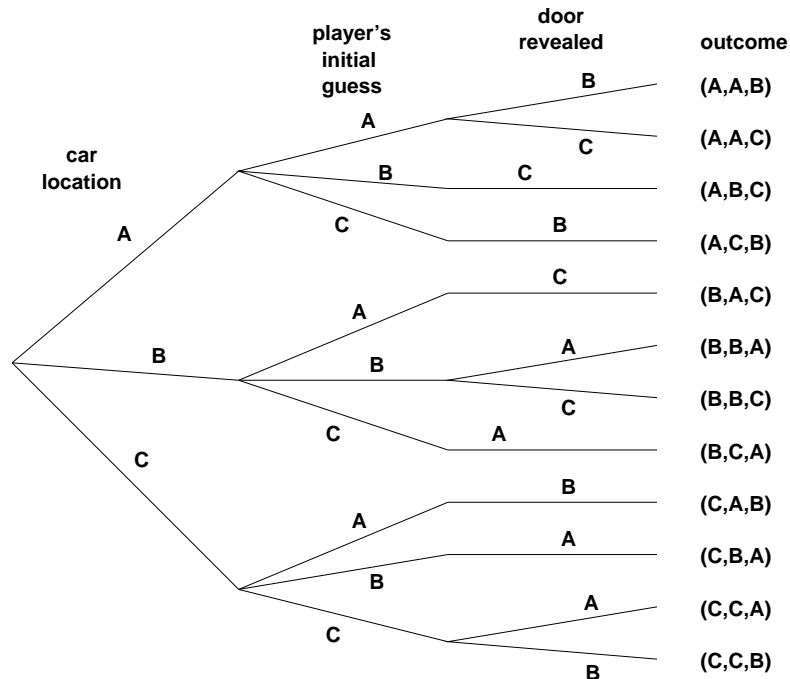 car
location
player's
initial
guess
door
revealed
outcome
A
B
C
A
B
C
A
B
C
A
B
C
B
C
C
B
C
A
C
A
B
A
A
B
(A,A,B)
(A,A,C)
(A,B,C)
(A,C,B)
(B,A,C)
(B,B,A)
(B,B,C)
(B,C,A)
(C,A,B)
(C,B,A)
(C,C,A)
(C,C,B)